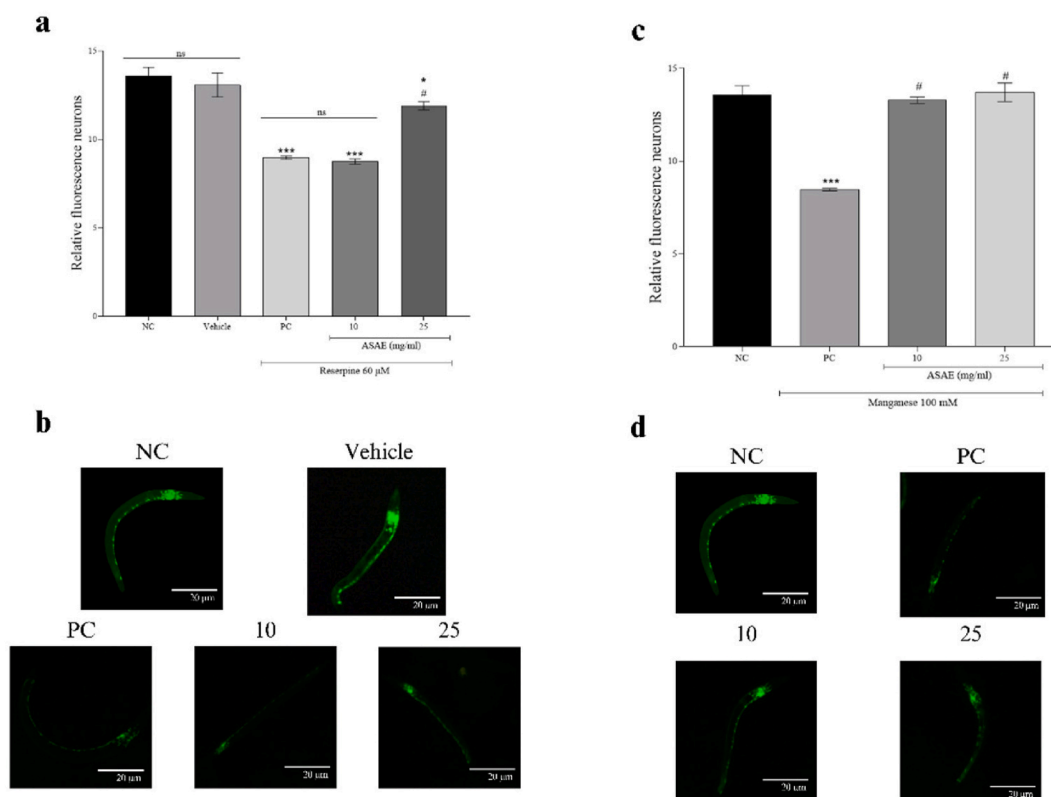 a
Relative fluorescence neurons
15
10
5
0
ns
ns
***
***
*
#
NC
Vehicle
PC
10
25
ASAE (mg/ml)
Reserpine 60 µM
c
Relative fluorescence neurons
15
10
5
0
***
#
#
NC
PC
10
25
ASAE (mg/ml)
Manganese 100 mM
b
NC
Vehicle
20 µm
20 µm
PC
10
25
20 µm
20 µm
20 µm
d
NC
PC
20 µm
20 µm
10
25
20 µm
20 µm